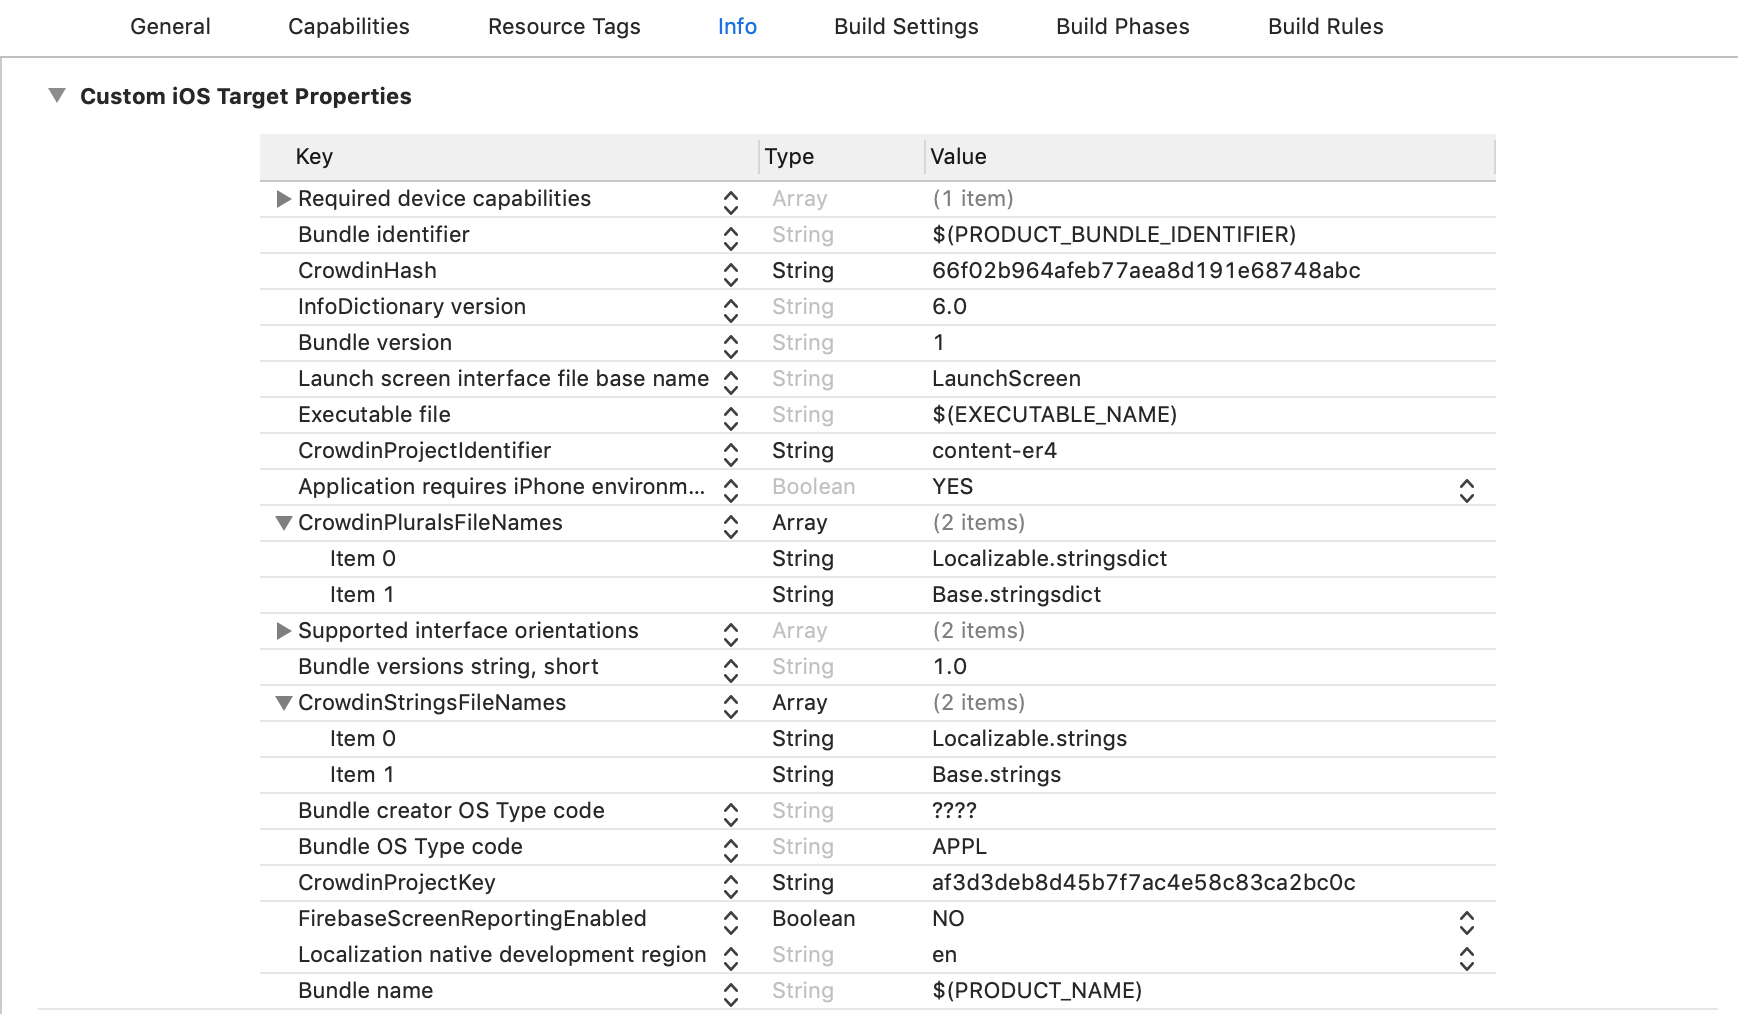 General Capabilities Resource Tags Info Build Settings Build Phases Build Rules
Custom iOS Target Properties
Key Type Value
Required device capabilities Array (1 item)
Bundle identifier String $(PRODUCT_BUNDLE_IDENTIFIER)
CrowdinHash String 66f02b964afeb77aea8d191e68748abc
InfoDictionary version String 6.0
Bundle version String 1
Launch screen interface file base name String LaunchScreen
Executable file String $(EXECUTABLE_NAME)
CrowdinProjectIdentifier String content-er4
Application requires iPhone environm... Boolean YES
CrowdinPluralsFileNames Array (2 items)
Item 0 String Localizable.stringsdict
Item 1 String Base.stringsdict
Supported interface orientations Array (2 items)
Bundle versions string, short String 1.0
CrowdinStringsFileNames Array (2 items)
Item 0 String Localizable.strings
Item 1 String Base.strings
Bundle creator OS Type code String ????
Bundle OS Type code String APPL
CrowdinProjectKey String af3d3deb8d45b7f7ac4e58c83ca2bc0c
FirebaseScreenReportingEnabled Boolean NO
Localization native development region String en
Bundle name String $(PRODUCT_NAME)